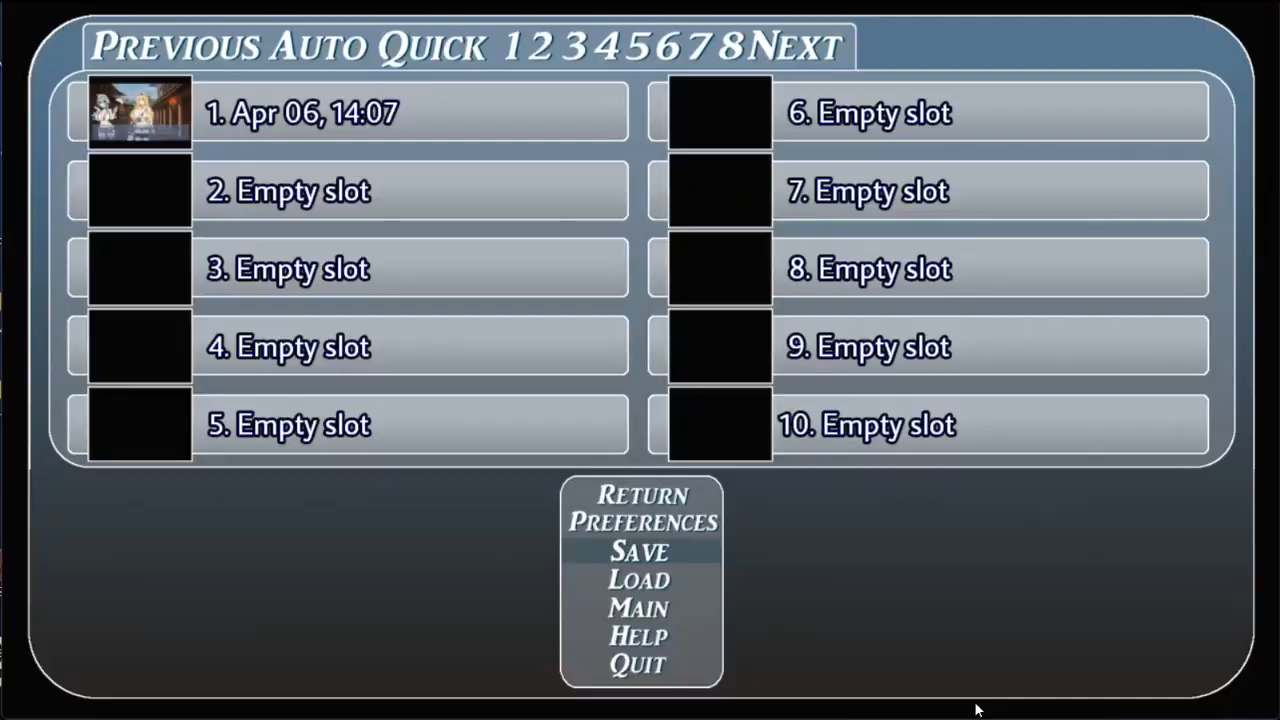 PREVIOUS AUTO QUICK 1 2 3 4 5 6 7 8 NEXT
1. Apr 06, 14:07
2. Empty slot
3. Empty slot
4. Empty slot
5. Empty slot
6. Empty slot
7. Empty slot
8. Empty slot
9. Empty slot
10. Empty slot
RETURN
PREFERENCES
SAVE
LOAD
MAIN
HELP
QUIT